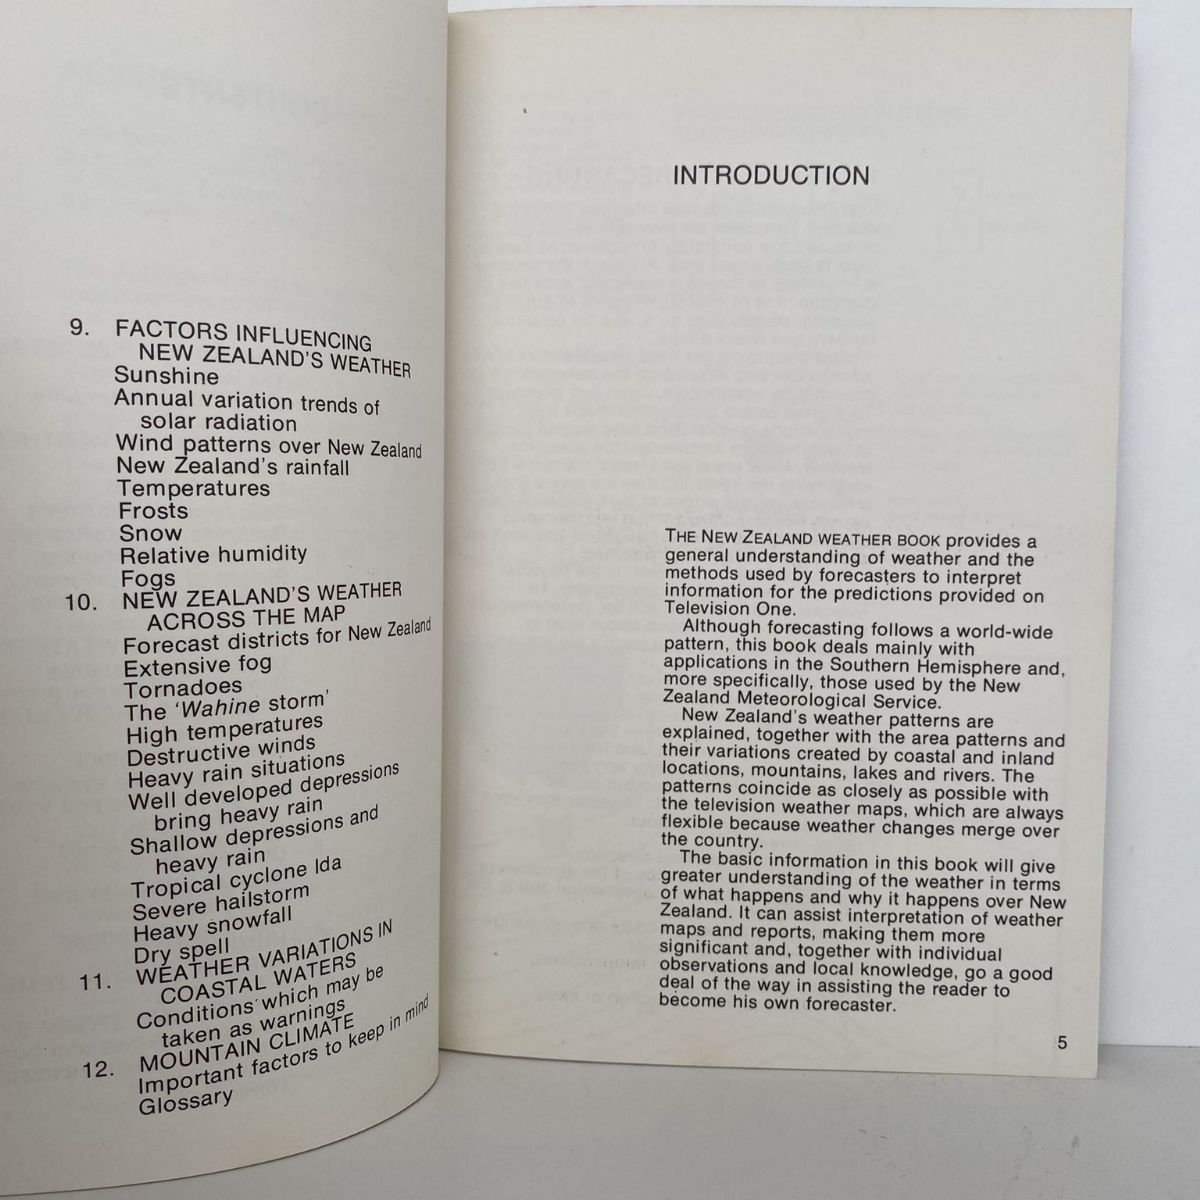 9. FACTORS INFLUENCING
NEW ZEALAND'S WEATHER
Sunshine
Annual variation trends of
solar radiation
Wind patterns over New Zealand
New Zealand's rainfall
Temperatures
Frosts
Snow
Relative humidity
Fogs
10. NEW ZEALAND'S WEATHER
ACROSS THE MAP
Forecast districts for New Zealand
Extensive fog
Tornadoes
The 'Wahine storm'
High temperatures
Destructive winds
Heavy rain situations
Well developed depressions
bring heavy rain
Shallow depressions and
heavy rain
Tropical cyclone Ida
Severe hailstorm
Heavy snowfall
Dry spell
11. WEATHER VARIATIONS IN
COASTAL WATERS
Conditions which may be
taken as warnings
12. MOUNTAIN CLIMATE
Important factors to keep in mind
Glossary
INTRODUCTION
THE NEW ZEALAND WEATHER BOOK provides a
general understanding of weather and the
methods used by forecasters to interpret
information for the predictions provided on
Television One.
Although forecasting follows a world-wide
pattern, this book deals mainly with
applications in the Southern Hemisphere and,
more specifically, those used by the New
Zealand Meteorological Service.
New Zealand's weather patterns are
explained, together with the area patterns and
their variations created by coastal and inland
locations, mountains, lakes and rivers. The
patterns coincide as closely as possible with
the television weather maps, which are always
flexible because weather changes merge over
the country.
The basic information in this book will give
greater understanding of the weather in terms
of what happens and why it happens over New
Zealand. It can assist interpretation of weather
maps and reports, making them more
significant and, together with individual
observations and local knowledge, go a good
deal of the way in assisting the reader to
become his own forecaster.
5